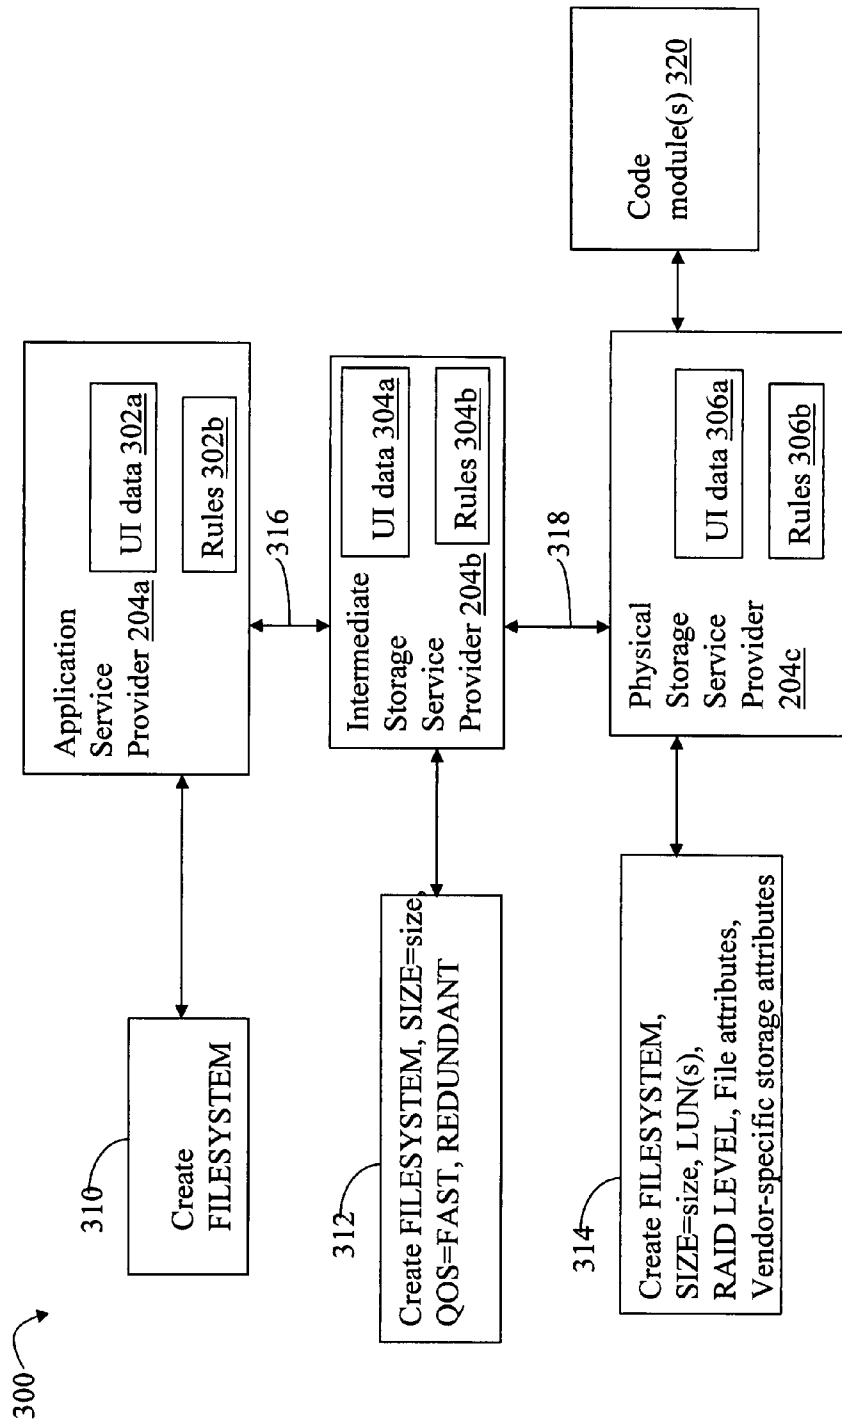 300
310
Create
FILESYSTEM
Application
Service
Provider 204a
UI data 302a
Rules 302b
316
312
Create FILESYSTEM, SIZE=size,
QOS=FAST, REDUNDANT
Intermediate
Storage
Service
Provider 204b
UI data 304a
Rules 304b
318
314
Create FILESYSTEM,
SIZE=size, LUN(s),
RAID LEVEL, File attributes,
Vendor-specific storage attributes
Physical
Storage
Service
Provider
204c
UI data 306a
Rules 306b
Code
module(s) 320